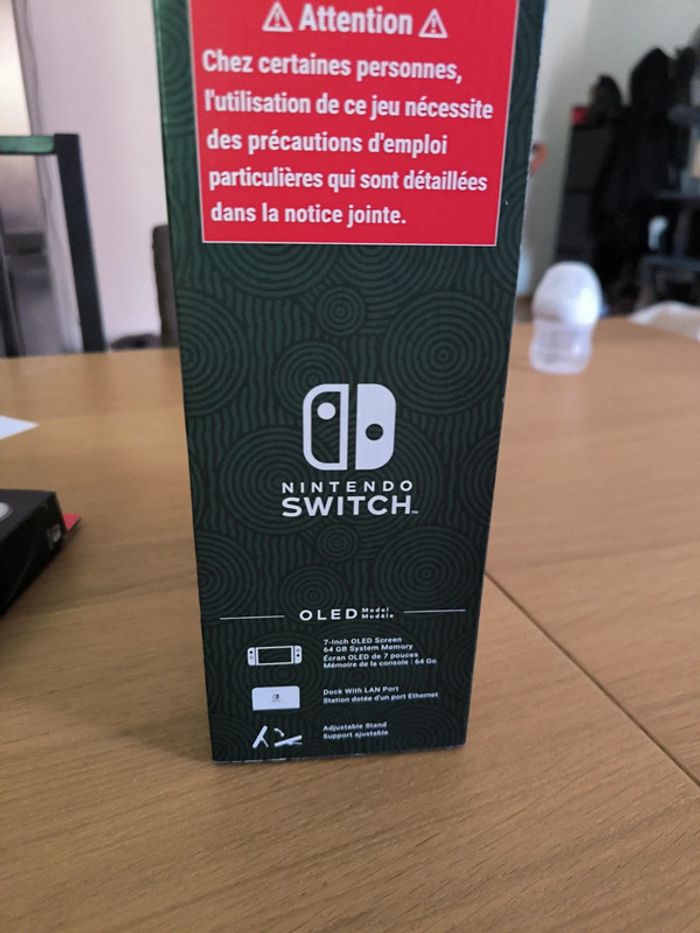 ⚠ Attention ⚠
Chez certaines personnes,
l'utilisation de ce jeu nécessite
des précautions d'emploi
particulières qui sont détaillées
dans la notice jointe.
NINTENDO
SWITCH™
OLED Model
Modèle
7-inch OLED Screen
64 GB System Memory
Écran OLED de 7 pouces
Mémoire de la console : 64 Go
Dock With LAN Port
Station dotée d'un port Ethernet
Adjustable Stand
Support ajustable